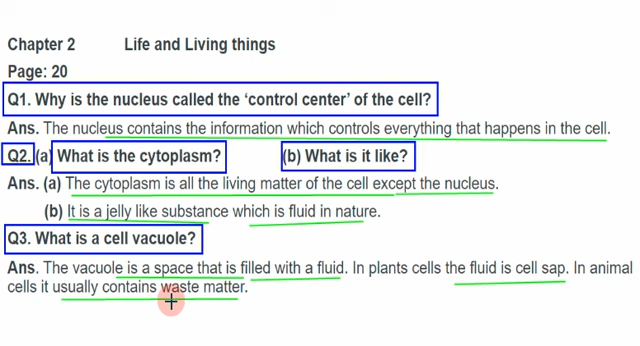 Chapter 2 Life and Living things
Page: 20
Q1. Why is the nucleus called the ‘control center’ of the cell?
Ans. The nucleus contains the information which controls everything that happens in the cell.
Q2. (a) What is the cytoplasm? (b) What is it like?
Ans. (a) The cytoplasm is all the living matter of the cell except the nucleus.
(b) It is a jelly like substance which is fluid in nature.
Q3. What is a cell vacuole?
Ans. The vacuole is a space that is filled with a fluid. In plants cells the fluid is cell sap. In animal
cells it usually contains waste matter.